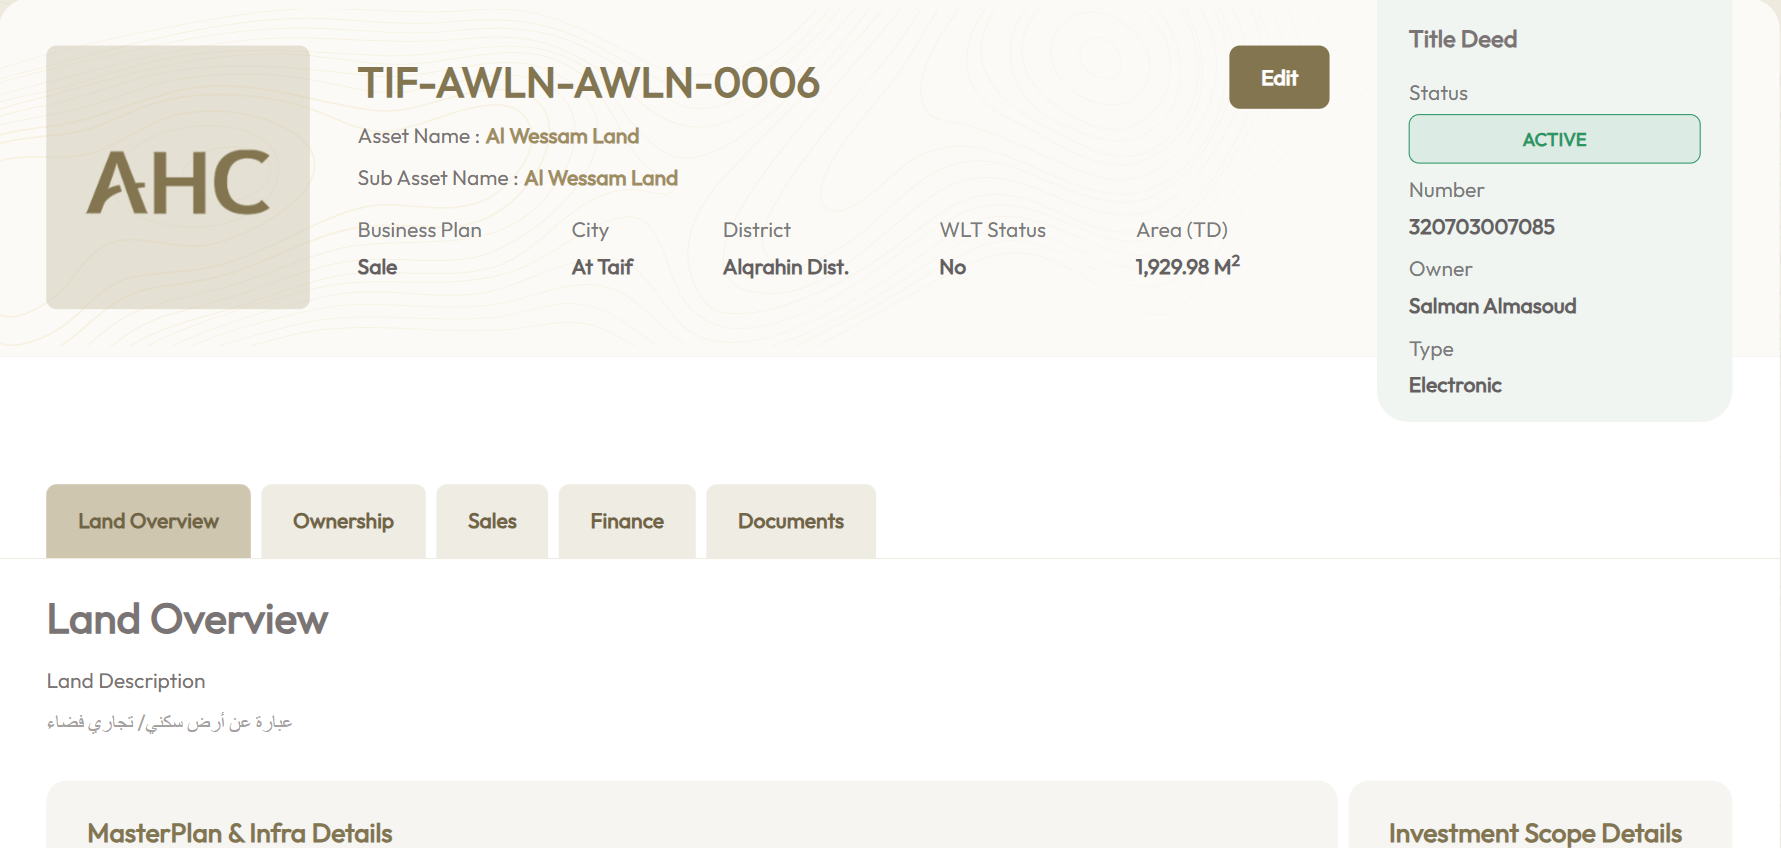 AHC
TIF-AWLN-AWLN-0006
Edit
Asset Name : Al Wessam Land
Sub Asset Name : Al Wessam Land
Business Plan
Sale
City
At Taif
District
Alqrahin Dist.
WLT Status
No
Area (TD)
1,929.98 M²
Title Deed
Status
ACTIVE
Number
320703007085
Owner
Salman Almasoud
Type
Electronic
Land Overview
Ownership
Sales
Finance
Documents
Land Overview
Land Description
عبارة عن أرض سكني/ تجاري فضاء
MasterPlan & Infra Details
Investment Scope Details